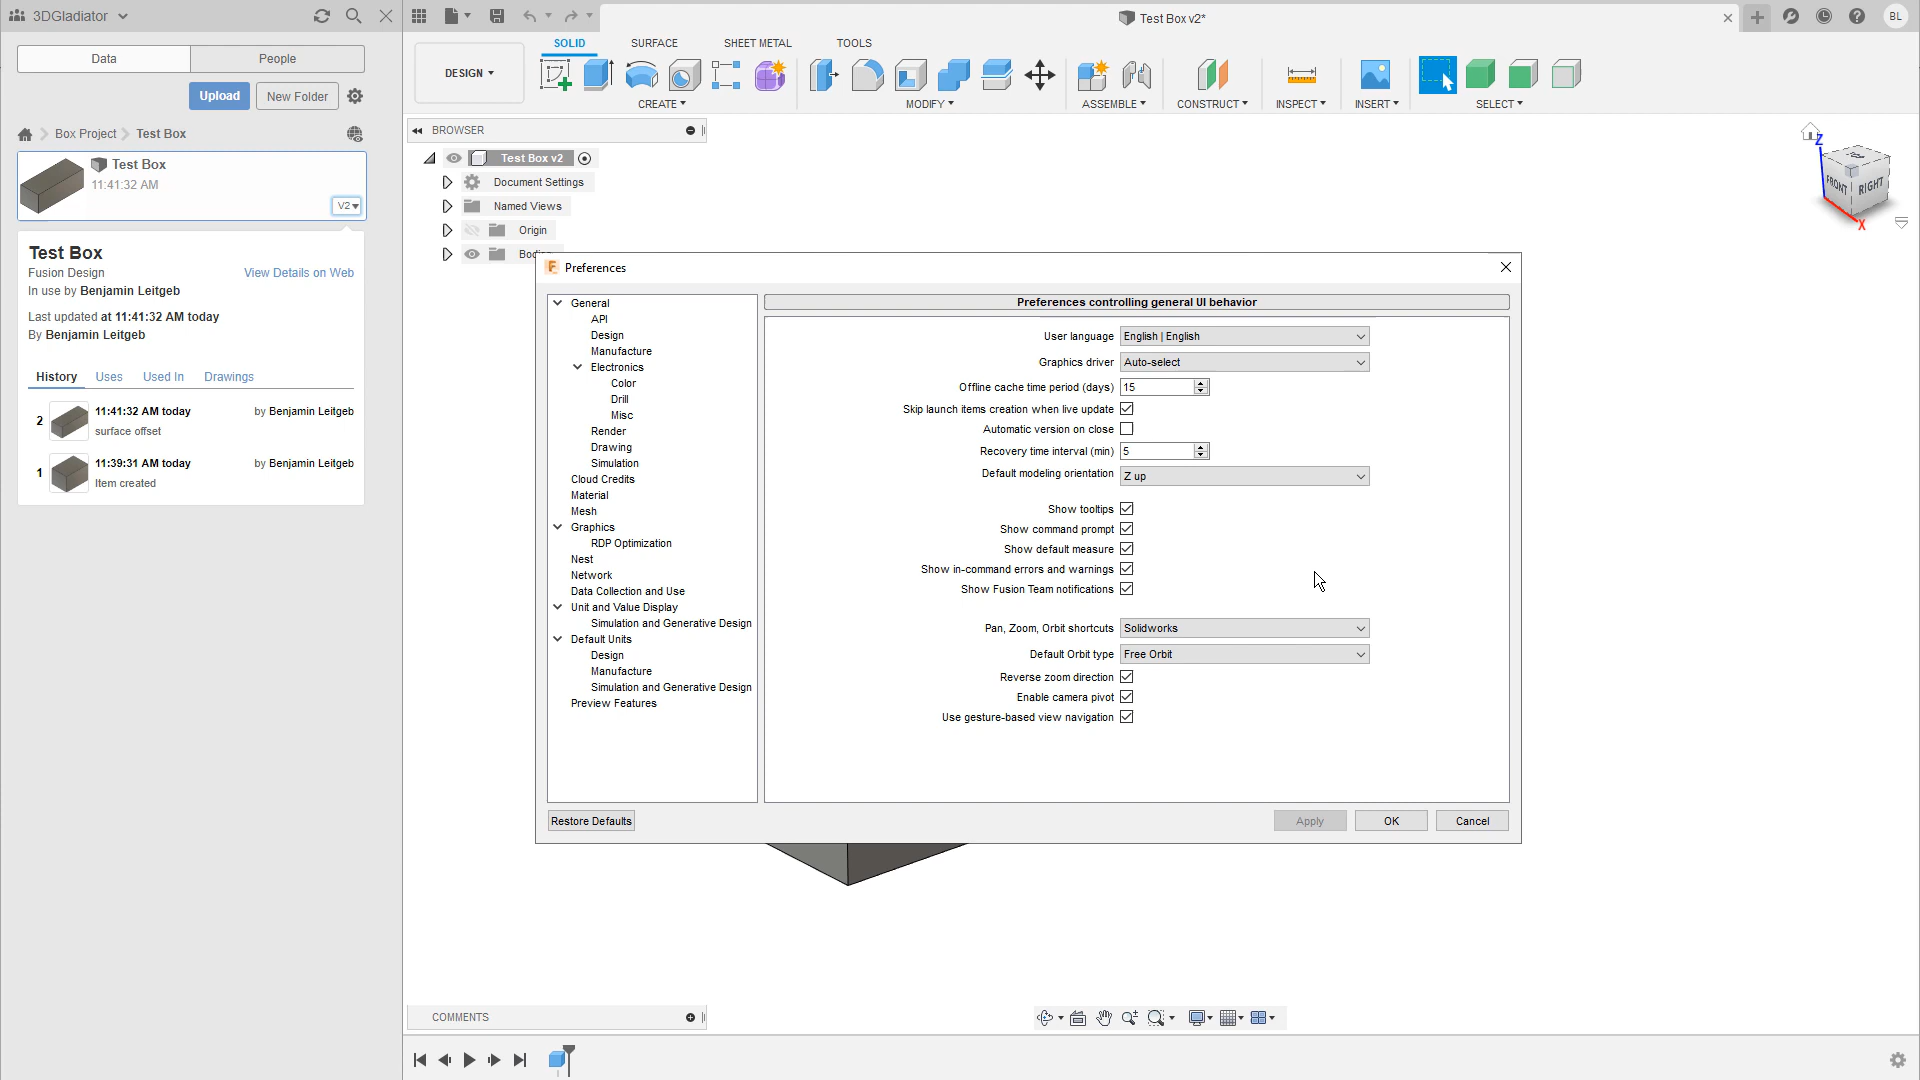 3DGladiator
Data
People
Upload
New Folder
Box Project
Test Box
Test Box
11:41:32 AM
V2
Test Box
Fusion Design
View Details on Web
In use by Benjamin Leitgeb
Last updated at 11:41:32 AM today
By Benjamin Leitgeb
History
Uses
Used In
Drawings
2
11:41:32 AM today
by Benjamin Leitgeb
surface offset
1
11:39:31 AM today
by Benjamin Leitgeb
Item created
Test Box v2*
BL
DESIGN
SOLID
SURFACE
SHEET METAL
TOOLS
CREATE
MODIFY
ASSEMBLE
CONSTRUCT
INSPECT
INSERT
SELECT
BROWSER
Test Box v2
Document Settings
Named Views
Origin
Z
FRONT
RIGHT
X
Preferences
General
API
Design
Manufacture
Electronics
Color
Drill
Misc
Render
Drawing
Simulation
Cloud Credits
Material
Mesh
Graphics
RDP Optimization
Nest
Network
Data Collection and Use
Unit and Value Display
Simulation and Generative Design
Default Units
Design
Manufacture
Simulation and Generative Design
Preview Features
Preferences controlling general UI behavior
User language English | English
Graphics driver Auto-select
Offline cache time period (days) 15
Skip launch items creation when live update
Automatic version on close
Recovery time interval (min) 5
Default modeling orientation Z up
Show tooltips
Show command prompt
Show default measure
Show in-command errors and warnings
Show Fusion Team notifications
Pan, Zoom, Orbit shortcuts Solidworks
Default Orbit type Free Orbit
Reverse zoom direction
Enable camera pivot
Use gesture-based view navigation
Restore Defaults
Apply
OK
Cancel
COMMENTS